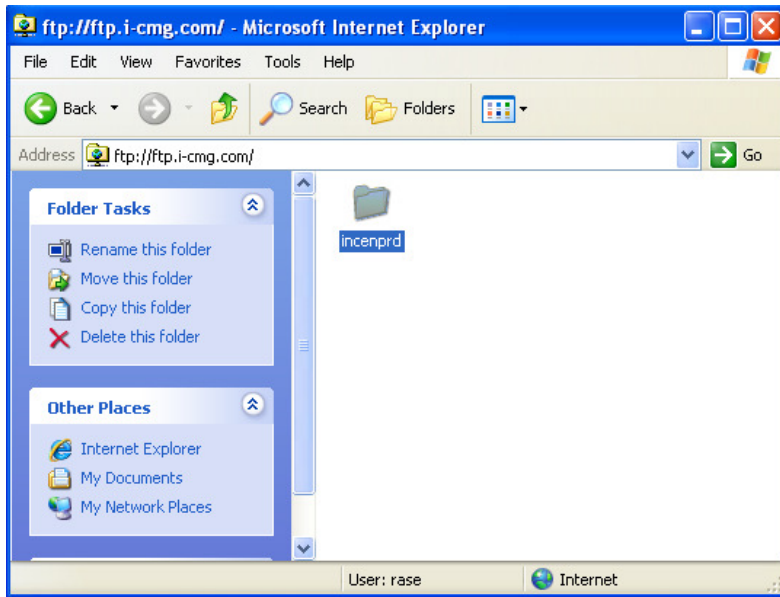 ftp://ftp.i-cmg.com/ - Microsoft Internet Explorer
File Edit View Favorites Tools Help
Back Search Folders
Address ftp://ftp.i-cmg.com/ Go
Folder Tasks
Rename this folder
Move this folder
Copy this folder
Delete this folder
Other Places
Internet Explorer
My Documents
My Network Places
incenprd
User: rase Internet